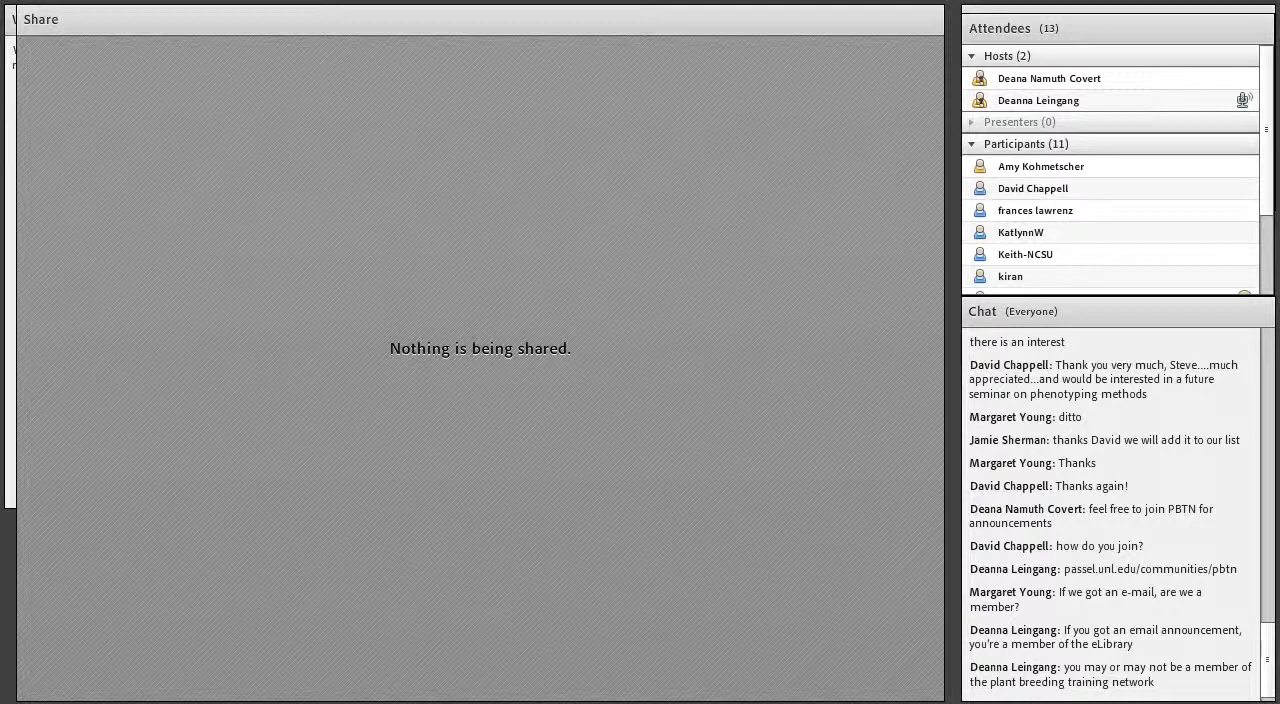 Share
Nothing is being shared.
Attendees (13)
Hosts (2)
Deana Namuth Covert
Deanna Leingang
Presenters (0)
Participants (11)
Amy Kohmetscher
David Chappell
frances lawrenz
KatlynnW
Keith-NCSU
kiran
Chat (Everyone)
there is an interest
David Chappell: Thank you very much, Steve....much
appreciated...and would be interested in a future
seminar on phenotyping methods
Margaret Young: ditto
Jamie Sherman: thanks David we will add it to our list
Margaret Young: Thanks
David Chappell: Thanks again!
Deana Namuth Covert: feel free to join PBTN for
announcements
David Chappell: how do you join?
Deanna Leingang: passel.unl.edu/communities/pbtn
Margaret Young: If we got an e-mail, are we a
member?
Deanna Leingang: If you got an email announcement,
you're a member of the eLibrary
Deanna Leingang: you may or may not be a member of
the plant breeding training network